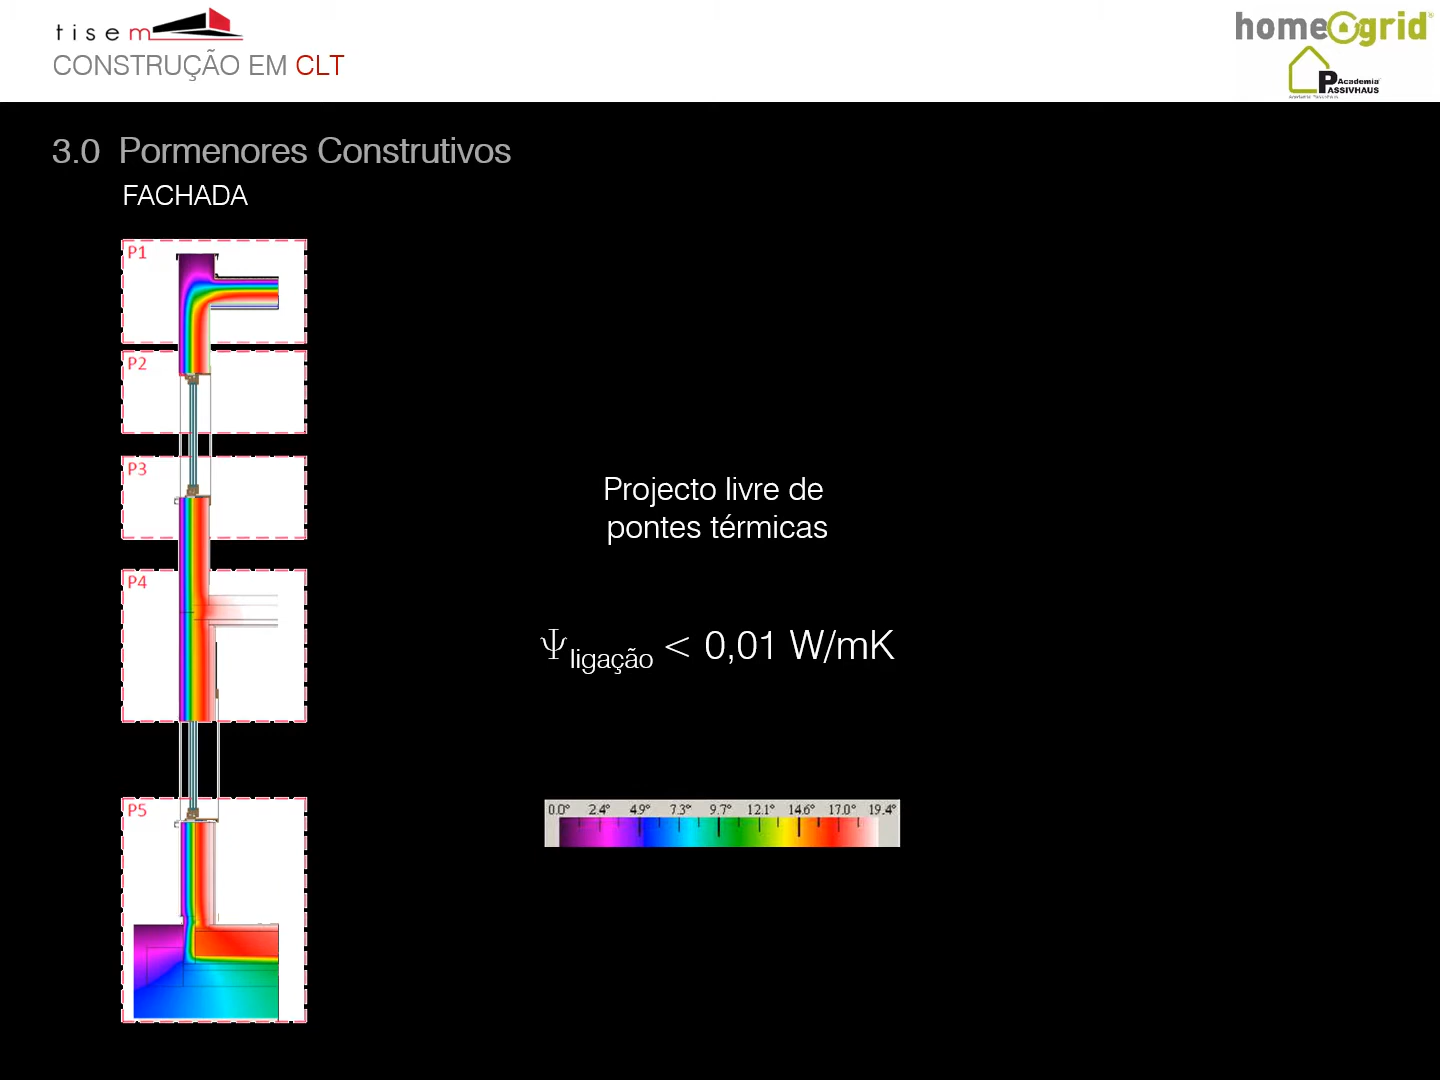 tisem
CONSTRUÇÃO EM CLT
homegrid®
Academia
PASSIVHAUS
3.0 Pormenores Construtivos
FACHADA
P1
P2
P3
P4
P5
Projecto livre de
pontes térmicas
Ψligação < 0,01 W/mK
0.0° 2.4° 4.9° 7.3° 9.7° 12.1° 14.6° 17.0° 19.4°